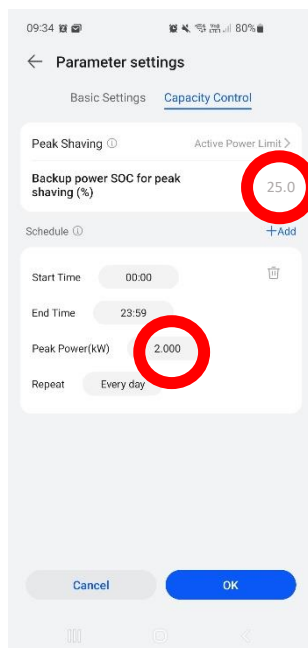 09:34 80%
Parameter settings
Basic Settings Capacity Control
Peak Shaving Active Power Limit >
Backup power SOC for peak
shaving (%) 25.0
Schedule +Add
Start Time 00:00
End Time 23:59
Peak Power(kW) 2.000
Repeat Every day
Cancel OK